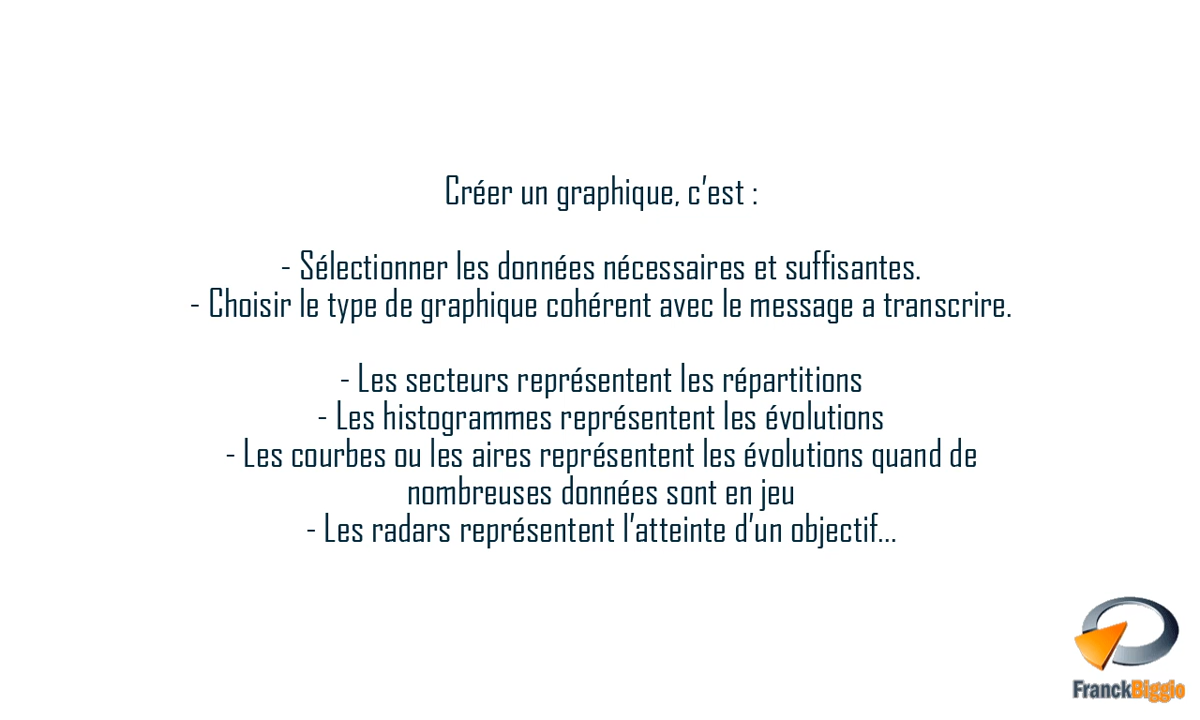 Créer un graphique, c'est :
- Sélectionner les données nécessaires et suffisantes.
- Choisir le type de graphique cohérent avec le message a transcrire.
- Les secteurs représentent les répartitions
- Les histogrammes représentent les évolutions
- Les courbes ou les aires représentent les évolutions quand de
nombreuses données sont en jeu
- Les radars représentent l'atteinte d'un objectif...
FranckBiggio